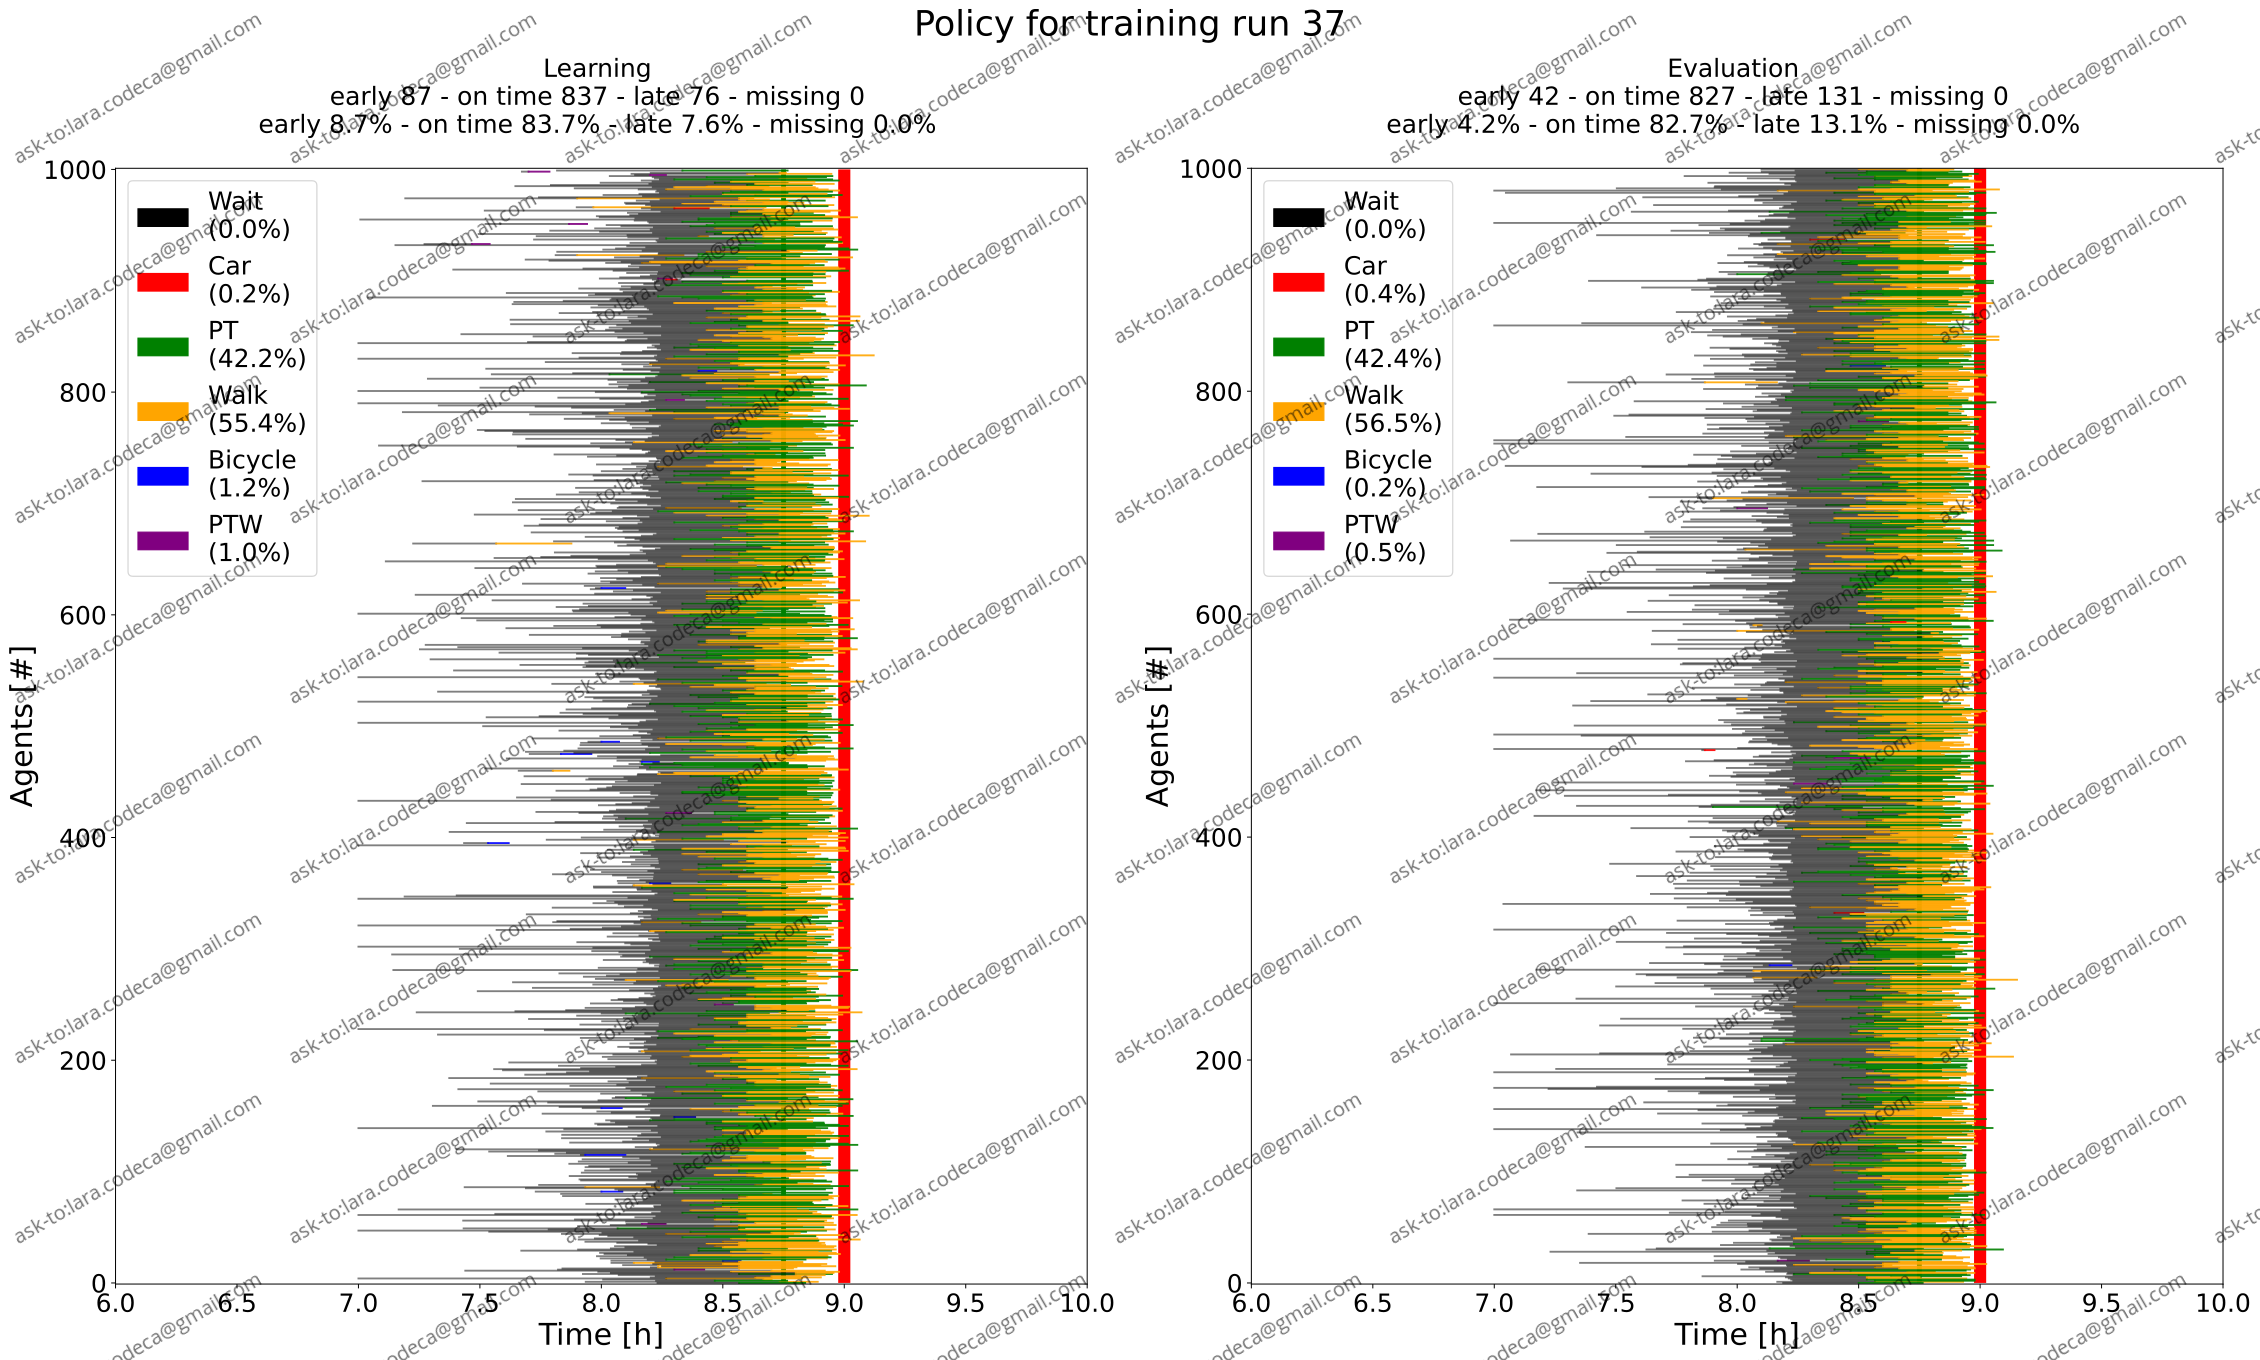 Policy for training run 37
Learning
early 87 - on time 837 - late 76 - missing 0
early 8.7% - on time 83.7% - late 7.6% - missing 0.0%
1000
800
600
400
200
0
Agents [#]
Wait
(0.0%)
Car
(0.2%)
PT
(42.2%)
Walk
(55.4%)
Bicycle
(1.2%)
PTW
(1.0%)
6.0 6.5 7.0 7.5 8.0 8.5 9.0 9.5 10.0
Time [h]
Evaluation
early 42 - on time 827 - late 131 - missing 0
early 4.2% - on time 82.7% - late 13.1% - missing 0.0%
1000
800
600
400
200
0
Agents [#]
Wait
(0.0%)
Car
(0.4%)
PT
(42.4%)
Walk
(56.5%)
Bicycle
(0.2%)
PTW
(0.5%)
6.0 6.5 7.0 7.5 8.0 8.5 9.0 9.5 10.0
Time [h]
ask-to:lara.codeca@gmail.com